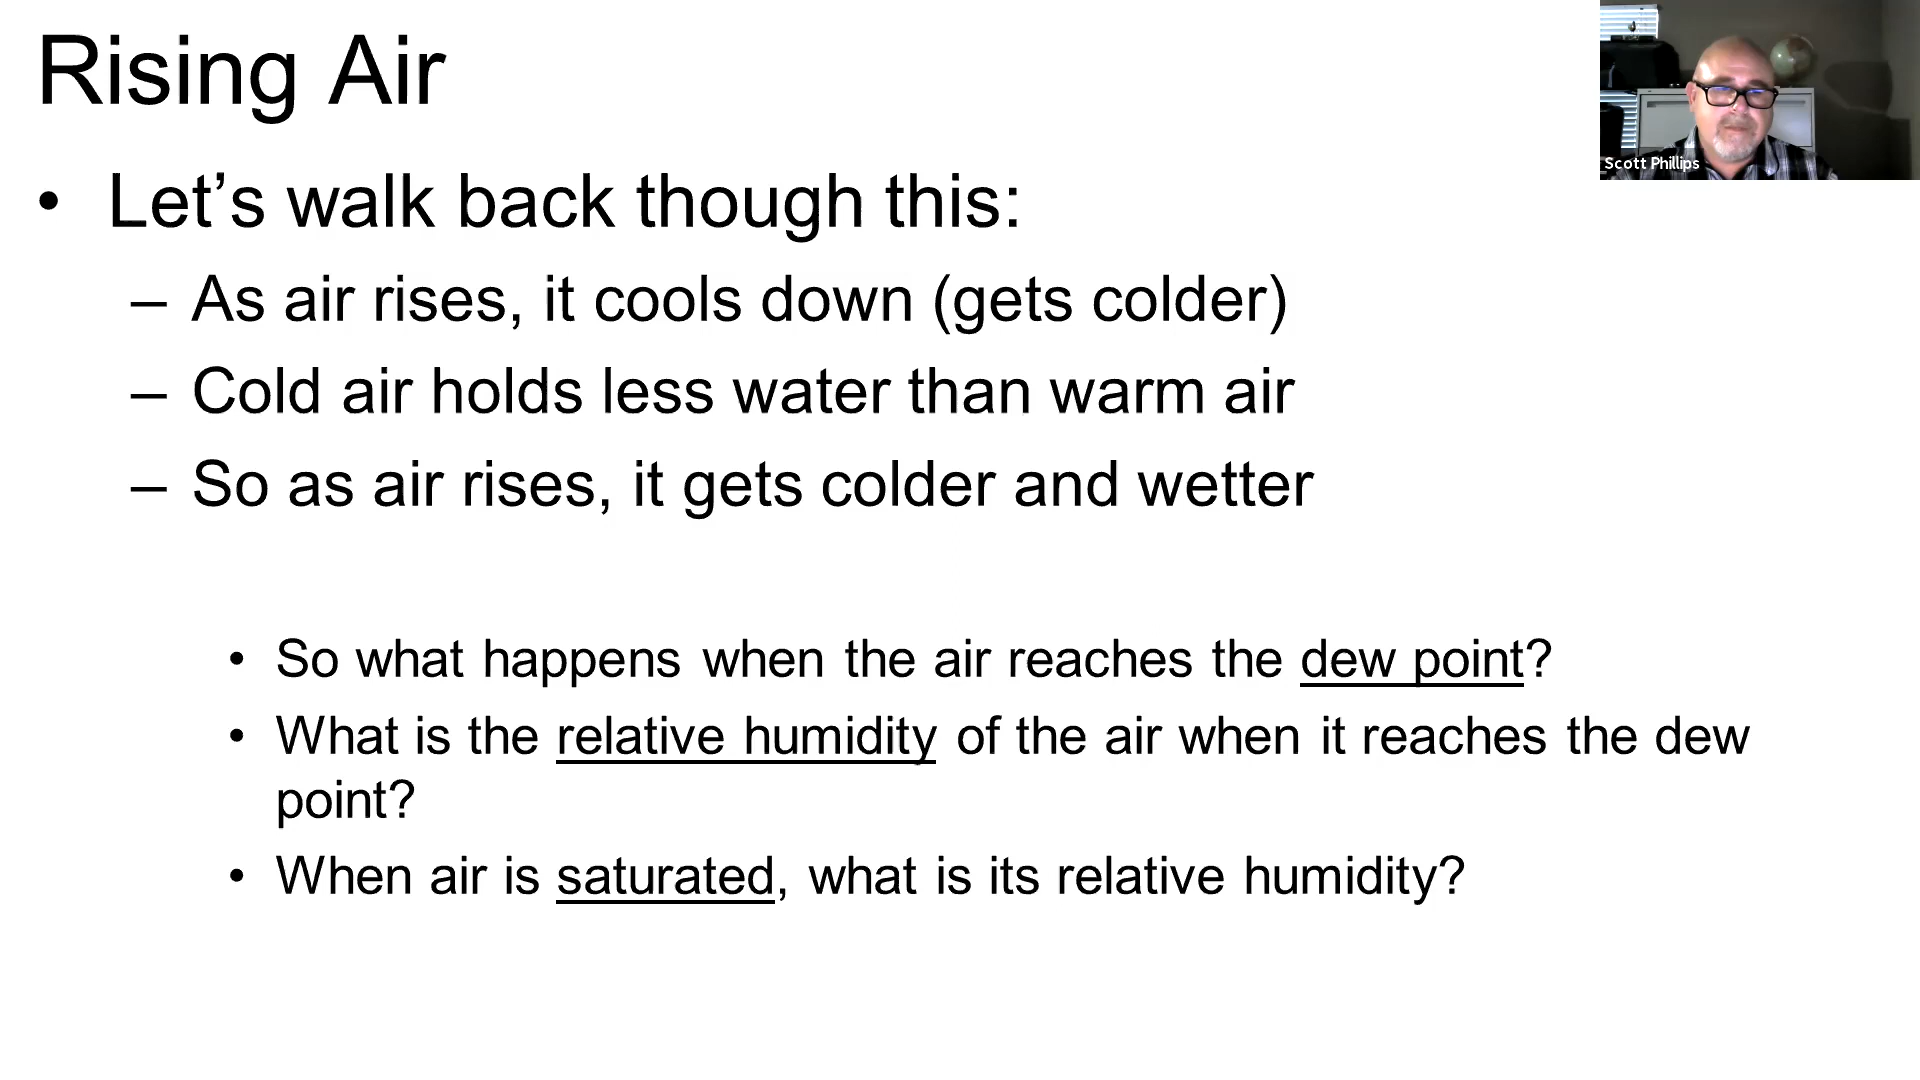 Rising Air
Scott Phillips
• Let’s walk back though this:
– As air rises, it cools down (gets colder)
– Cold air holds less water than warm air
– So as air rises, it gets colder and wetter
• So what happens when the air reaches the dew point?
• What is the relative humidity of the air when it reaches the dew
point?
• When air is saturated, what is its relative humidity?